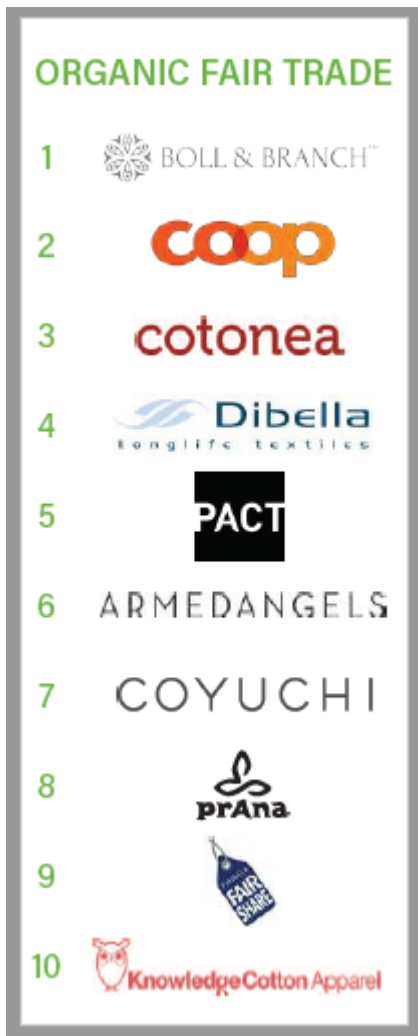 ORGANIC FAIR TRADE
1 BOLL & BRANCH™
2 coop
3 cotonea
4 Dibella
longlife textiles
5 PACT
6 ARMEDANGELS
7 COYUCHI
8 prAna
9 FAIR
SHARE
10 KnowledgeCotton Apparel